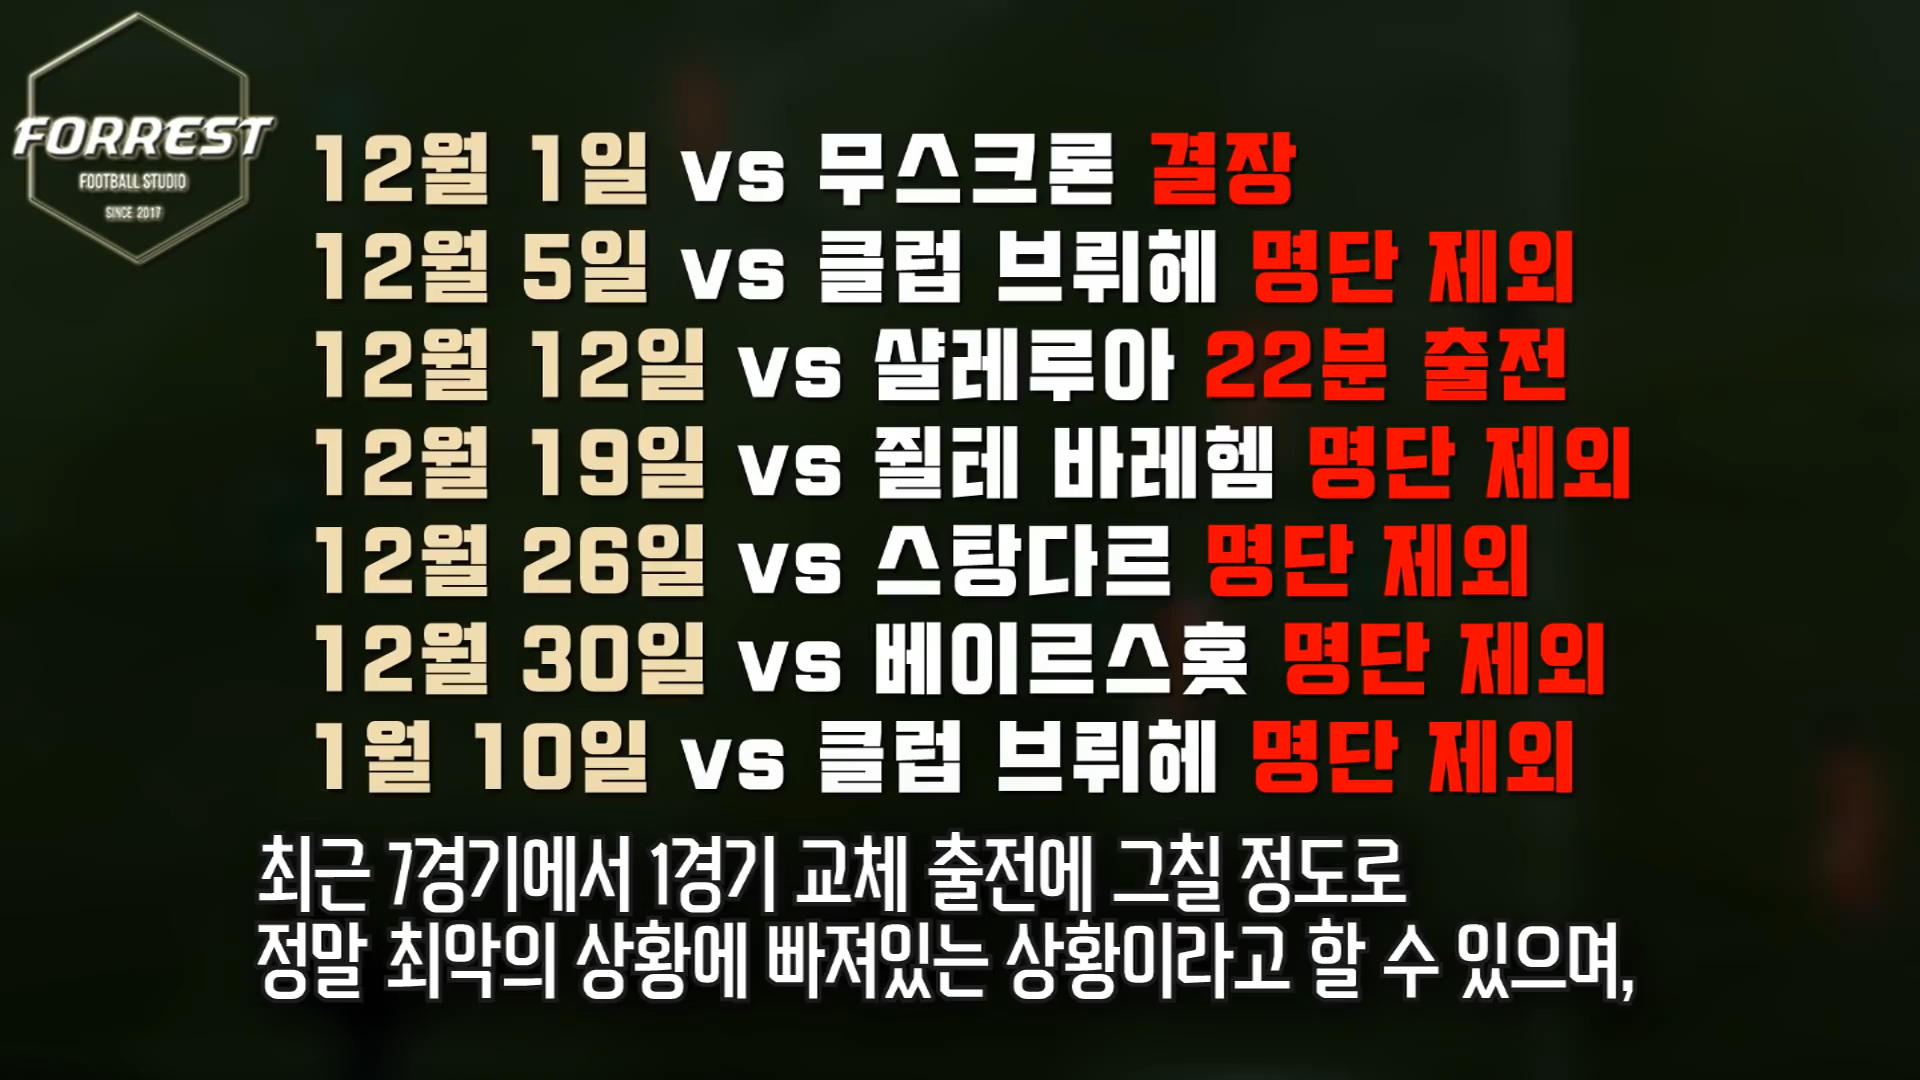 FORREST
FOOTBALL STUDIO
SINCE 2017
12월 1일 vs 무스크론 결장
12월 5일 vs 클럽 브뤼헤 명단 제외
12월 12일 vs 샬레루아 22분 출전
12월 19일 vs 쥘테 바레헴 명단 제외
12월 26일 vs 스탕다르 명단 제외
12월 30일 vs 베이르스홋 명단 제외
1월 10일 vs 클럽 브뤼헤 명단 제외
최근 7경기에서 1경기 교체 출전에 그칠 정도로
정말 최악의 상황에 빠져있는 상황이라고 할 수 있으며,